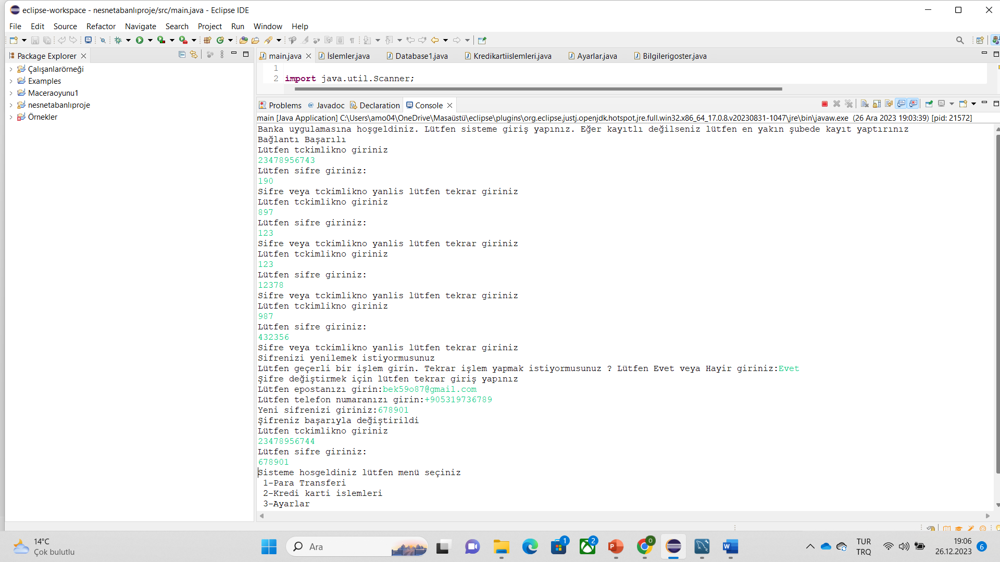 eclipse-workspace - nesnetabanlıproje/src/main.java - Eclipse IDE
File Edit Source Refactor Navigate Search Project Run Window Help
Package Explorer
Çalışanlarörneği
Examples
Maceraoyunu1
nesnetabanlıproje
Örnekler
main.java İslemler.java Database1.java Kredikartiislemleri.java Ayarlar.java Bilgilerigoster.java
1
2 import java.util.Scanner;
Problems @ Javadoc Declaration Console
main [Java Application] C:\Users\amo04\OneDrive\Masaüstü\eclipse\plugins\org.eclipse.justj.openjdk.hotspot.jre.full.win32.x86_64_17.0.8.v20230831-1047\jre\bin\javaw.exe (26 Ara 2023 19:03:39) [pid: 21572]
Banka uygulamasına hoşgeldiniz. Lütfen sisteme giriş yapınız. Eğer kayıtlı değilseniz lütfen en yakın şubede kayıt yaptırınız
Bağlantı Başarılı
Lütfen tckimlikno giriniz
23478956743
Lütfen sifre giriniz:
190
Sifre veya tckimlikno yanlis lütfen tekrar giriniz
Lütfen tckimlikno giriniz
897
Lütfen sifre giriniz:
123
Sifre veya tckimlikno yanlis lütfen tekrar giriniz
Lütfen tckimlikno giriniz
123
Lütfen sifre giriniz:
12378
Sifre veya tckimlikno yanlis lütfen tekrar giriniz
Lütfen tckimlikno giriniz
987
Lütfen sifre giriniz:
432356
Sifre veya tckimlikno yanlis lütfen tekrar giriniz
Sifrenizi yenilemek istiyormusunuz
Lütfen geçerli bir işlem girin. Tekrar işlem yapmak istiyormusunuz ? Lütfen Evet veya Hayir giriniz:Evet
Şifre değiştirmek için lütfen tekrar giriş yapınız
Lütfen epostanızı girin:bek59o87@gmail.com
Lütfen telefon numaranızı girin:+905319736789
Yeni sifrenizi giriniz:678901
Şifreniz başarıyla değiştirildi
Lütfen tckimlikno giriniz
23478956744
Lütfen sifre giriniz:
678901
Sisteme hosgeldiniz lütfen menü seçiniz
1-Para Transferi
2-Kredi karti islemleri
3-Ayarlar
14°C
Çok bulutlu
Ara
1
2
0
TUR
TRQ
19:06
26.12.2023
6